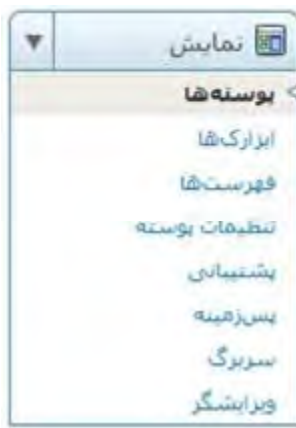 نمایش
پوسته‌ها
ابزارک‌ها
فهرست‌ها
تنظیمات پوسته
پشتیبانی
پس‌زمینه
سربرگ
ویرایشگر